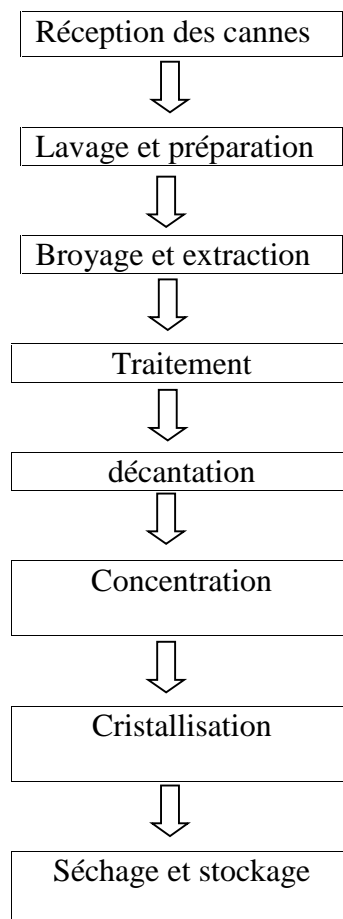 Réception des cannes
Lavage et préparation
Broyage et extraction
Traitement
décantation
Concentration
Cristallisation
Séchage et stockage